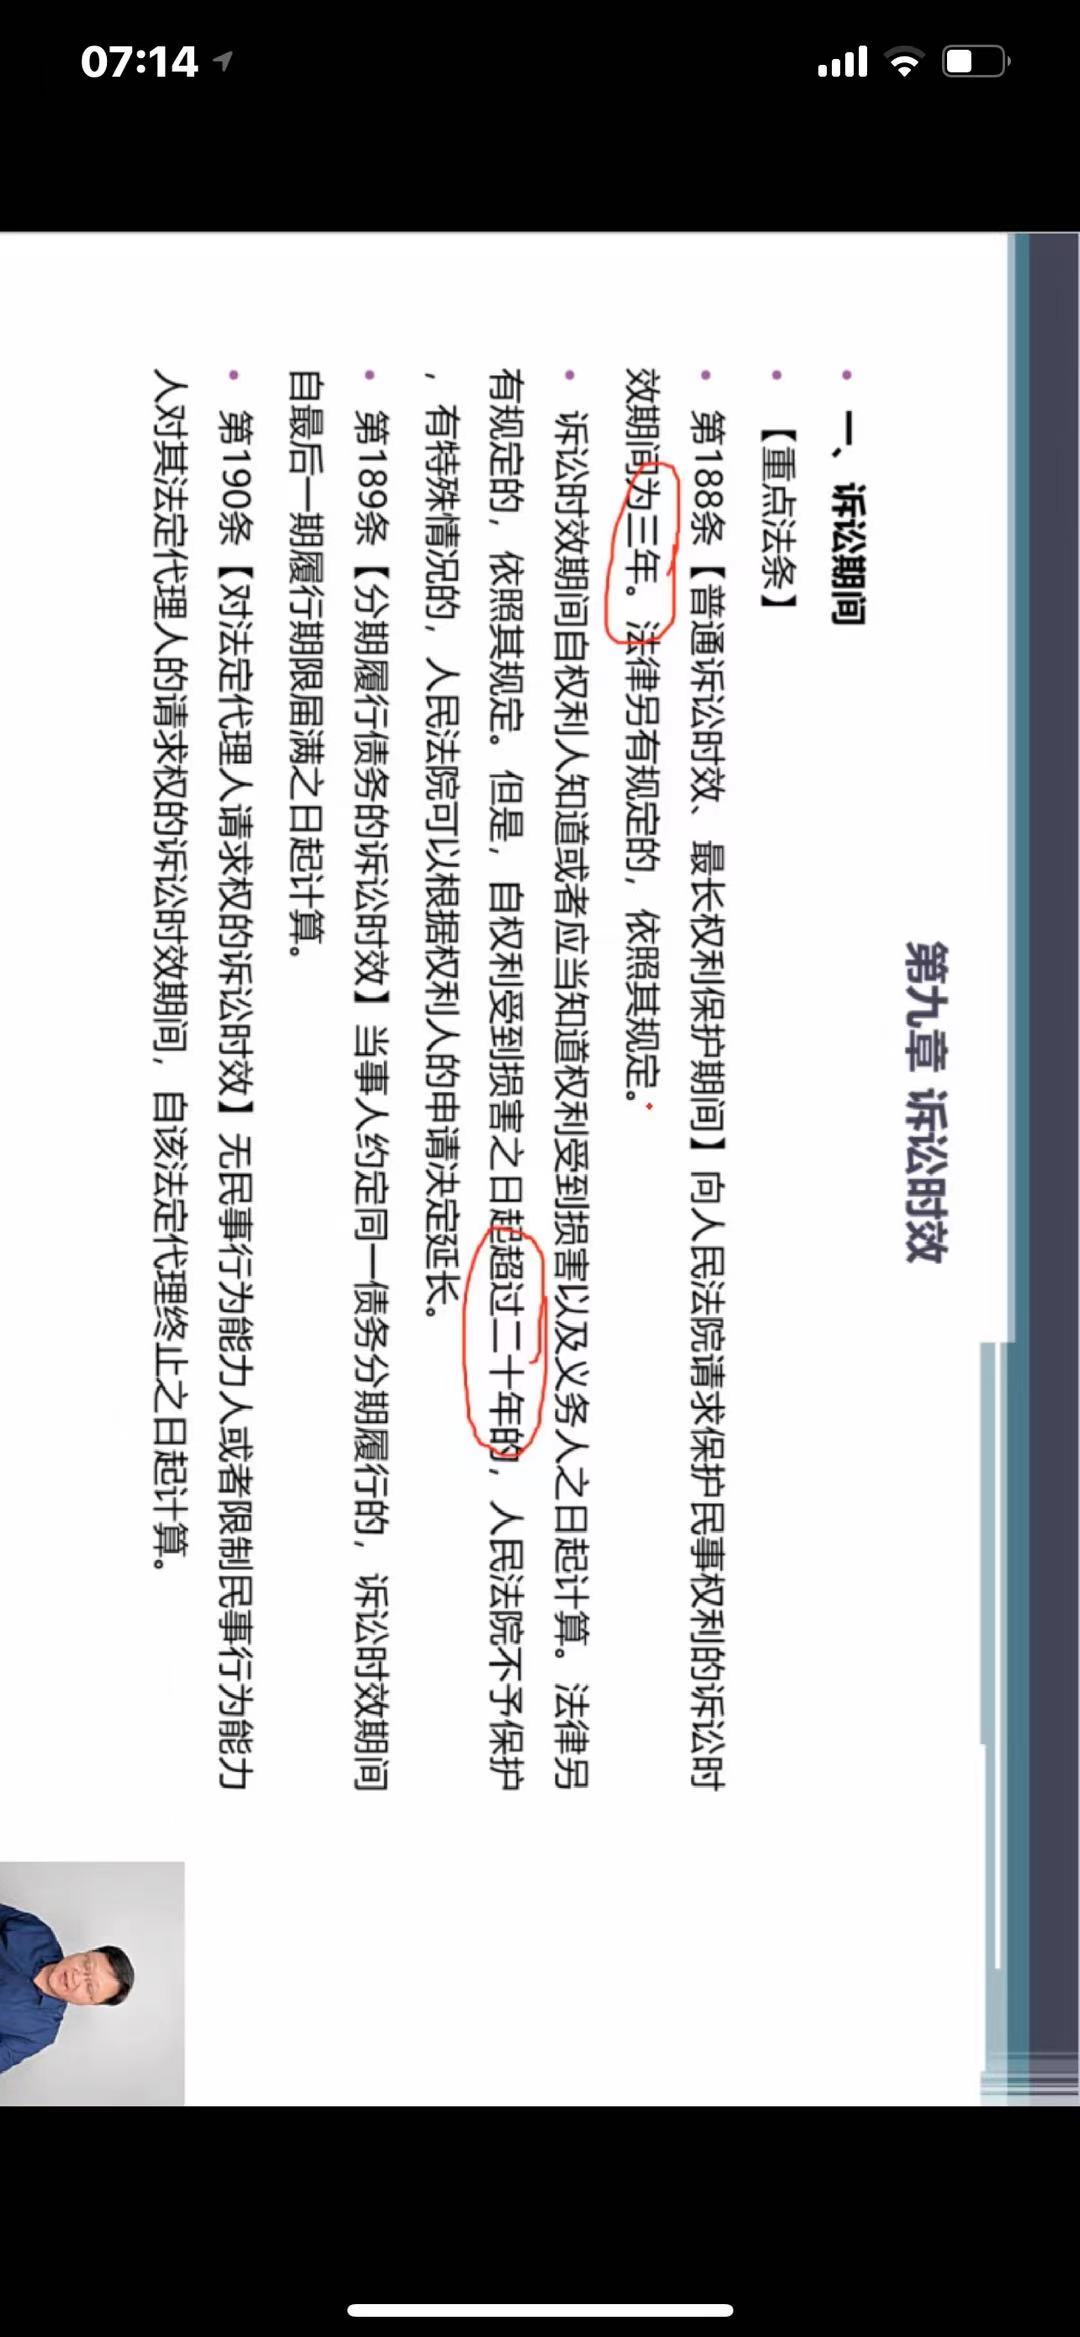 07:14
第九章 诉讼时效
• 一、诉讼期间
• 【重点法条】
• 第188条【普通诉讼时效、最长权利保护期间】向人民法院请求保护民事权利的诉讼时
效期间为三年。法律另有规定的，依照其规定。
• 诉讼时效期间自权利人知道或者应当知道权利受到损害以及义务人之日起计算。法律另
有规定的，依照其规定。但是，自权利受到损害之日起超过二十年的，人民法院不予保护
，有特殊情况的，人民法院可以根据权利人的申请决定延长。
• 第189条【分期履行债务的诉讼时效】当事人约定同一债务分期履行的，诉讼时效期间
自最后一期履行期限届满之日起计算。
• 第190条【对法定代理人请求权的诉讼时效】无民事行为能力人或者限制民事行为能力
人对其法定代理人的请求权的诉讼时效期间，自该法定代理终止之日起计算。